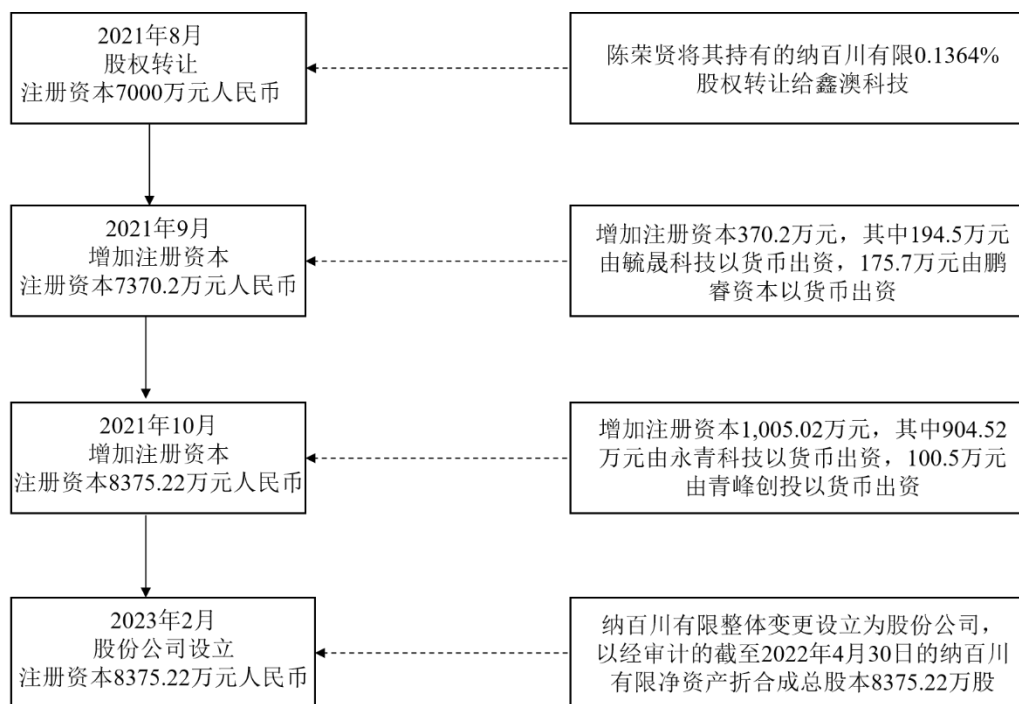 2021年8月
股权转让
注册资本7000万元人民币
陈荣贤将其持有的纳百川有限0.1364%
股权转让给鑫澳科技
2021年9月
增加注册资本
注册资本7370.2万元人民币
增加注册资本370.2万元，其中194.5万元
由毓晟科技以货币出资，175.7万元由鹏
睿资本以货币出资
2021年10月
增加注册资本
注册资本8375.22万元人民币
增加注册资本1,005.02万元，其中904.52
万元由永青科技以货币出资，100.5万元
由青峰创投以货币出资
2023年2月
股份公司设立
注册资本8375.22万元人民币
纳百川有限整体变更设立为股份公司，
以经审计的截至2022年4月30日的纳百川
有限净资产折合成总股本8375.22万股